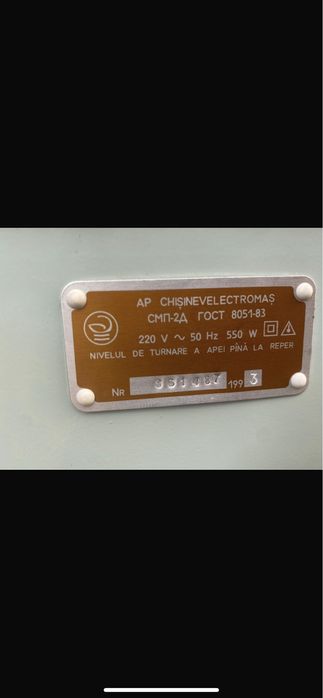 AP CHIȘINEVELECTROMAȘ
СМП-2Д ГОСТ 8051-83
220 V ~ 50 Hz 550 W
NIVELUL DE TURNARE A APEI PÎNĂ LA REPER
NR 199 3